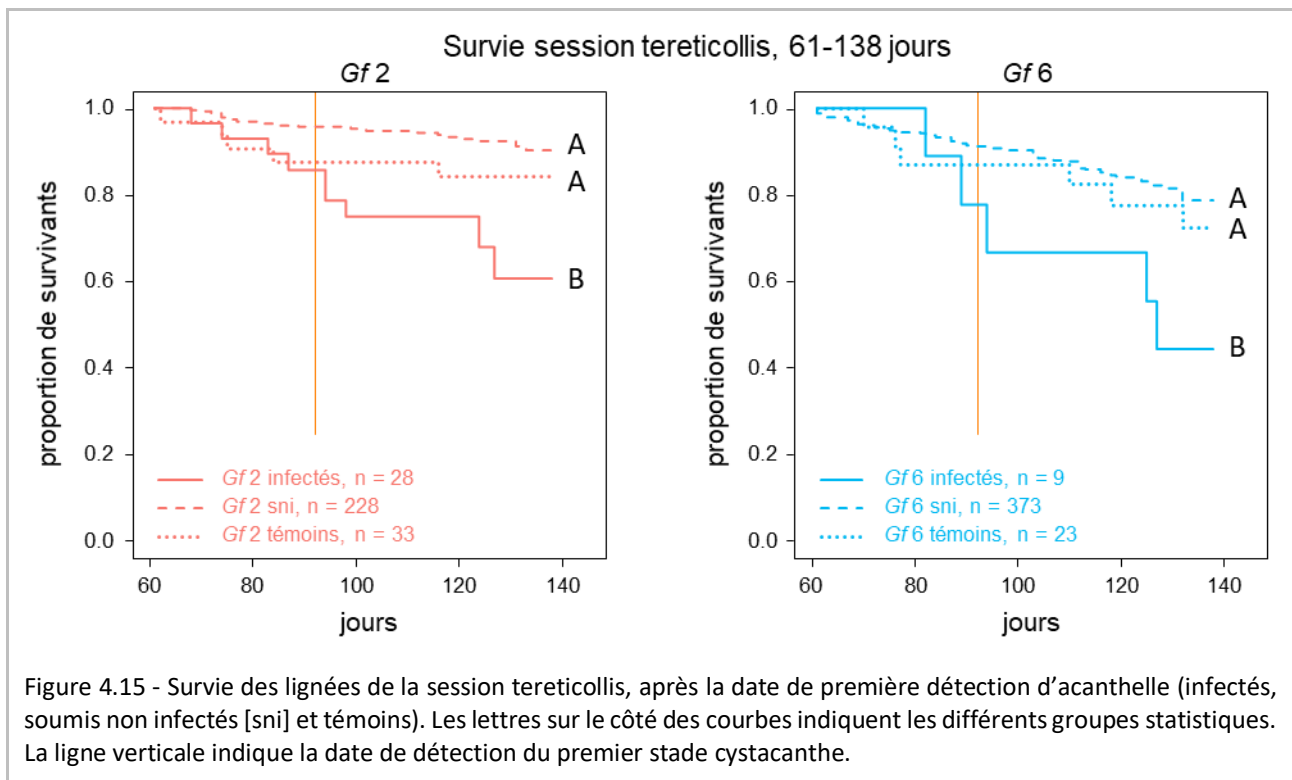 Survie session tereticollis, 61-138 jours
Gf 2
proportion de survivants
1.0
0.8
0.6
0.4
0.2
0.0
A
A
B
Gf 2 infectés, n = 28
Gf 2 sni, n = 228
Gf 2 témoins, n = 33
60 80 100 120 140
jours
Gf 6
proportion de survivants
1.0
0.8
0.6
0.4
0.2
0.0
A
A
B
Gf 6 infectés, n = 9
Gf 6 sni, n = 373
Gf 6 témoins, n = 23
60 80 100 120 140
jours
Figure 4.15 - Survie des lignées de la session tereticollis, après la date de première détection d’acanthelle (infectés,
soumis non infectés [sni] et témoins). Les lettres sur le côté des courbes indiquent les différents groupes statistiques.
La ligne verticale indique la date de détection du premier stade cystacanthe.